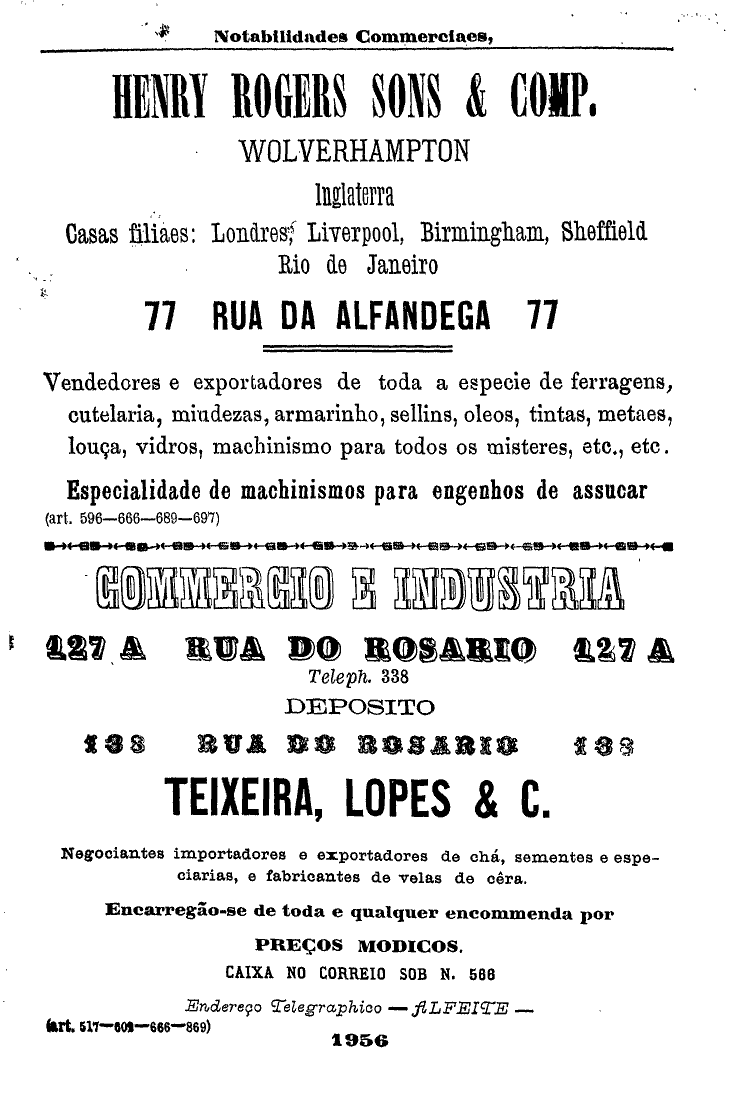 Notabilidades Commerciaes,
HENRY ROGERS SONS & COMP.
WOLVERHAMPTON
Inglaterra
Casas filiaes: Londres, Liverpool, Birmingham, Sheffield
Rio de Janeiro
77 RUA DA ALFANDEGA 77
Vendedores e exportadores de toda a especie de ferragens,
cutelaria, miudezas, armarinho, sellins, oleos, tintas, metaes,
louça, vidros, machinismo para todos os misteres, etc., etc.
Especialidade de machinismos para engenhos de assucar
(art. 596—666—689—697)
COMMERCIO E INDUSTRIA
127 A RUA DO ROSARIO 127 A
Teleph. 338
DEPOSITO
RUA DO ROSARIO
TEIXEIRA, LOPES & C.
Negociantes importadores e exportadores de chá, sementes e espe-
ciarias, e fabricantes de velas de cêra.
Encarregão-se de toda e qualquer encommenda por
PREÇOS MODICOS.
CAIXA NO CORREIO SOB N. 566
Endereço Telegraphico — ALFEITE —
(art. 517—609—666—869)
1956